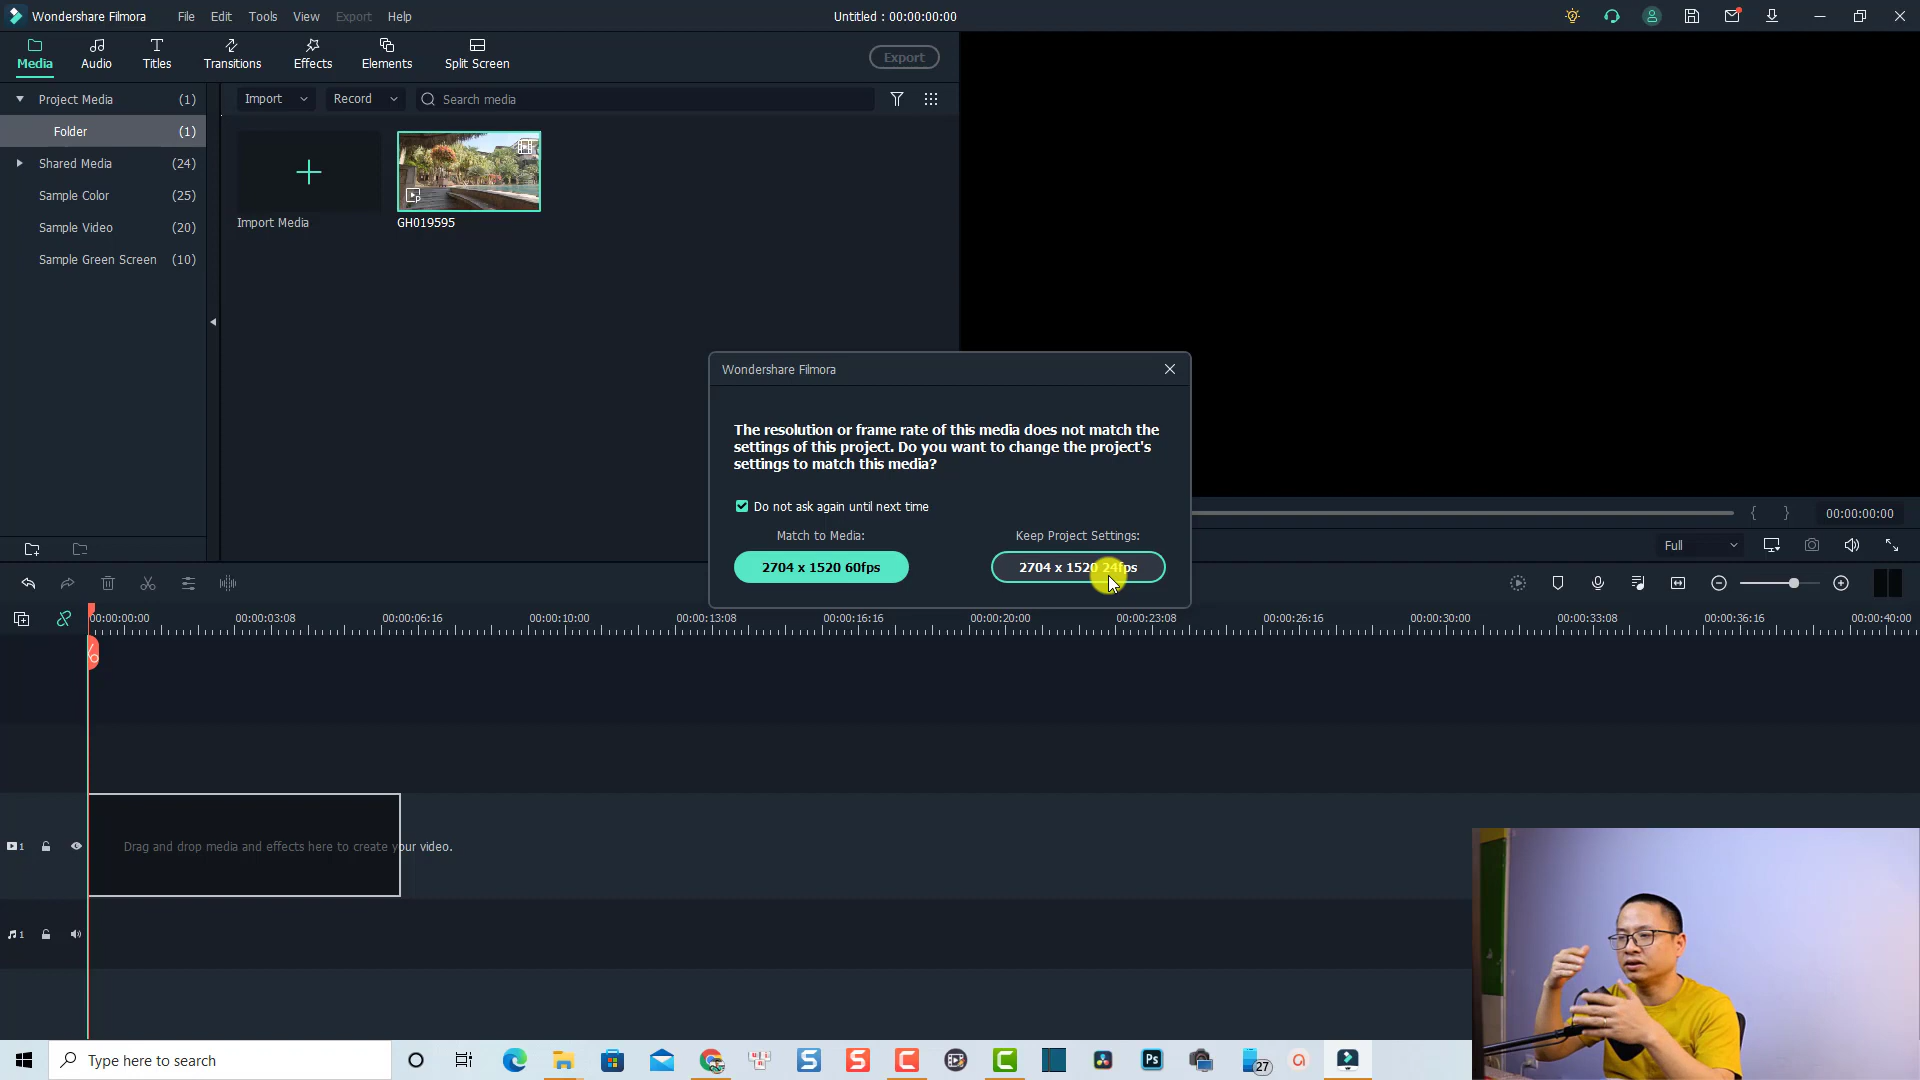 Wondershare Filmora File Edit Tools View Export Help Untitled : 00:00:00:00
Media Audio Titles Transitions Effects Elements Split Screen Export
Project Media (1)
Folder (1)
Shared Media (24)
Sample Color (25)
Sample Video (20)
Sample Green Screen (10)
Import Record Search media
Import Media GH019595
Wondershare Filmora
The resolution or frame rate of this media does not match the
settings of this project. Do you want to change the project's
settings to match this media?
Do not ask again until next time
Match to Media: Keep Project Settings:
2704 x 1520 60fps 2704 x 1520 24fps
{ } 00:00:00:00
Full
00:00:00:00 00:00:03:08 00:00:06:16 00:00:10:00 00:00:13:08 00:00:16:16 00:00:20:00 00:00:23:08 00:00:26:16 00:00:30:00 00:00:33:08 00:00:36:16 00:00:40:00
1 Drag and drop media and effects here to create your video.
1
Type here to search S S C C Ps 27